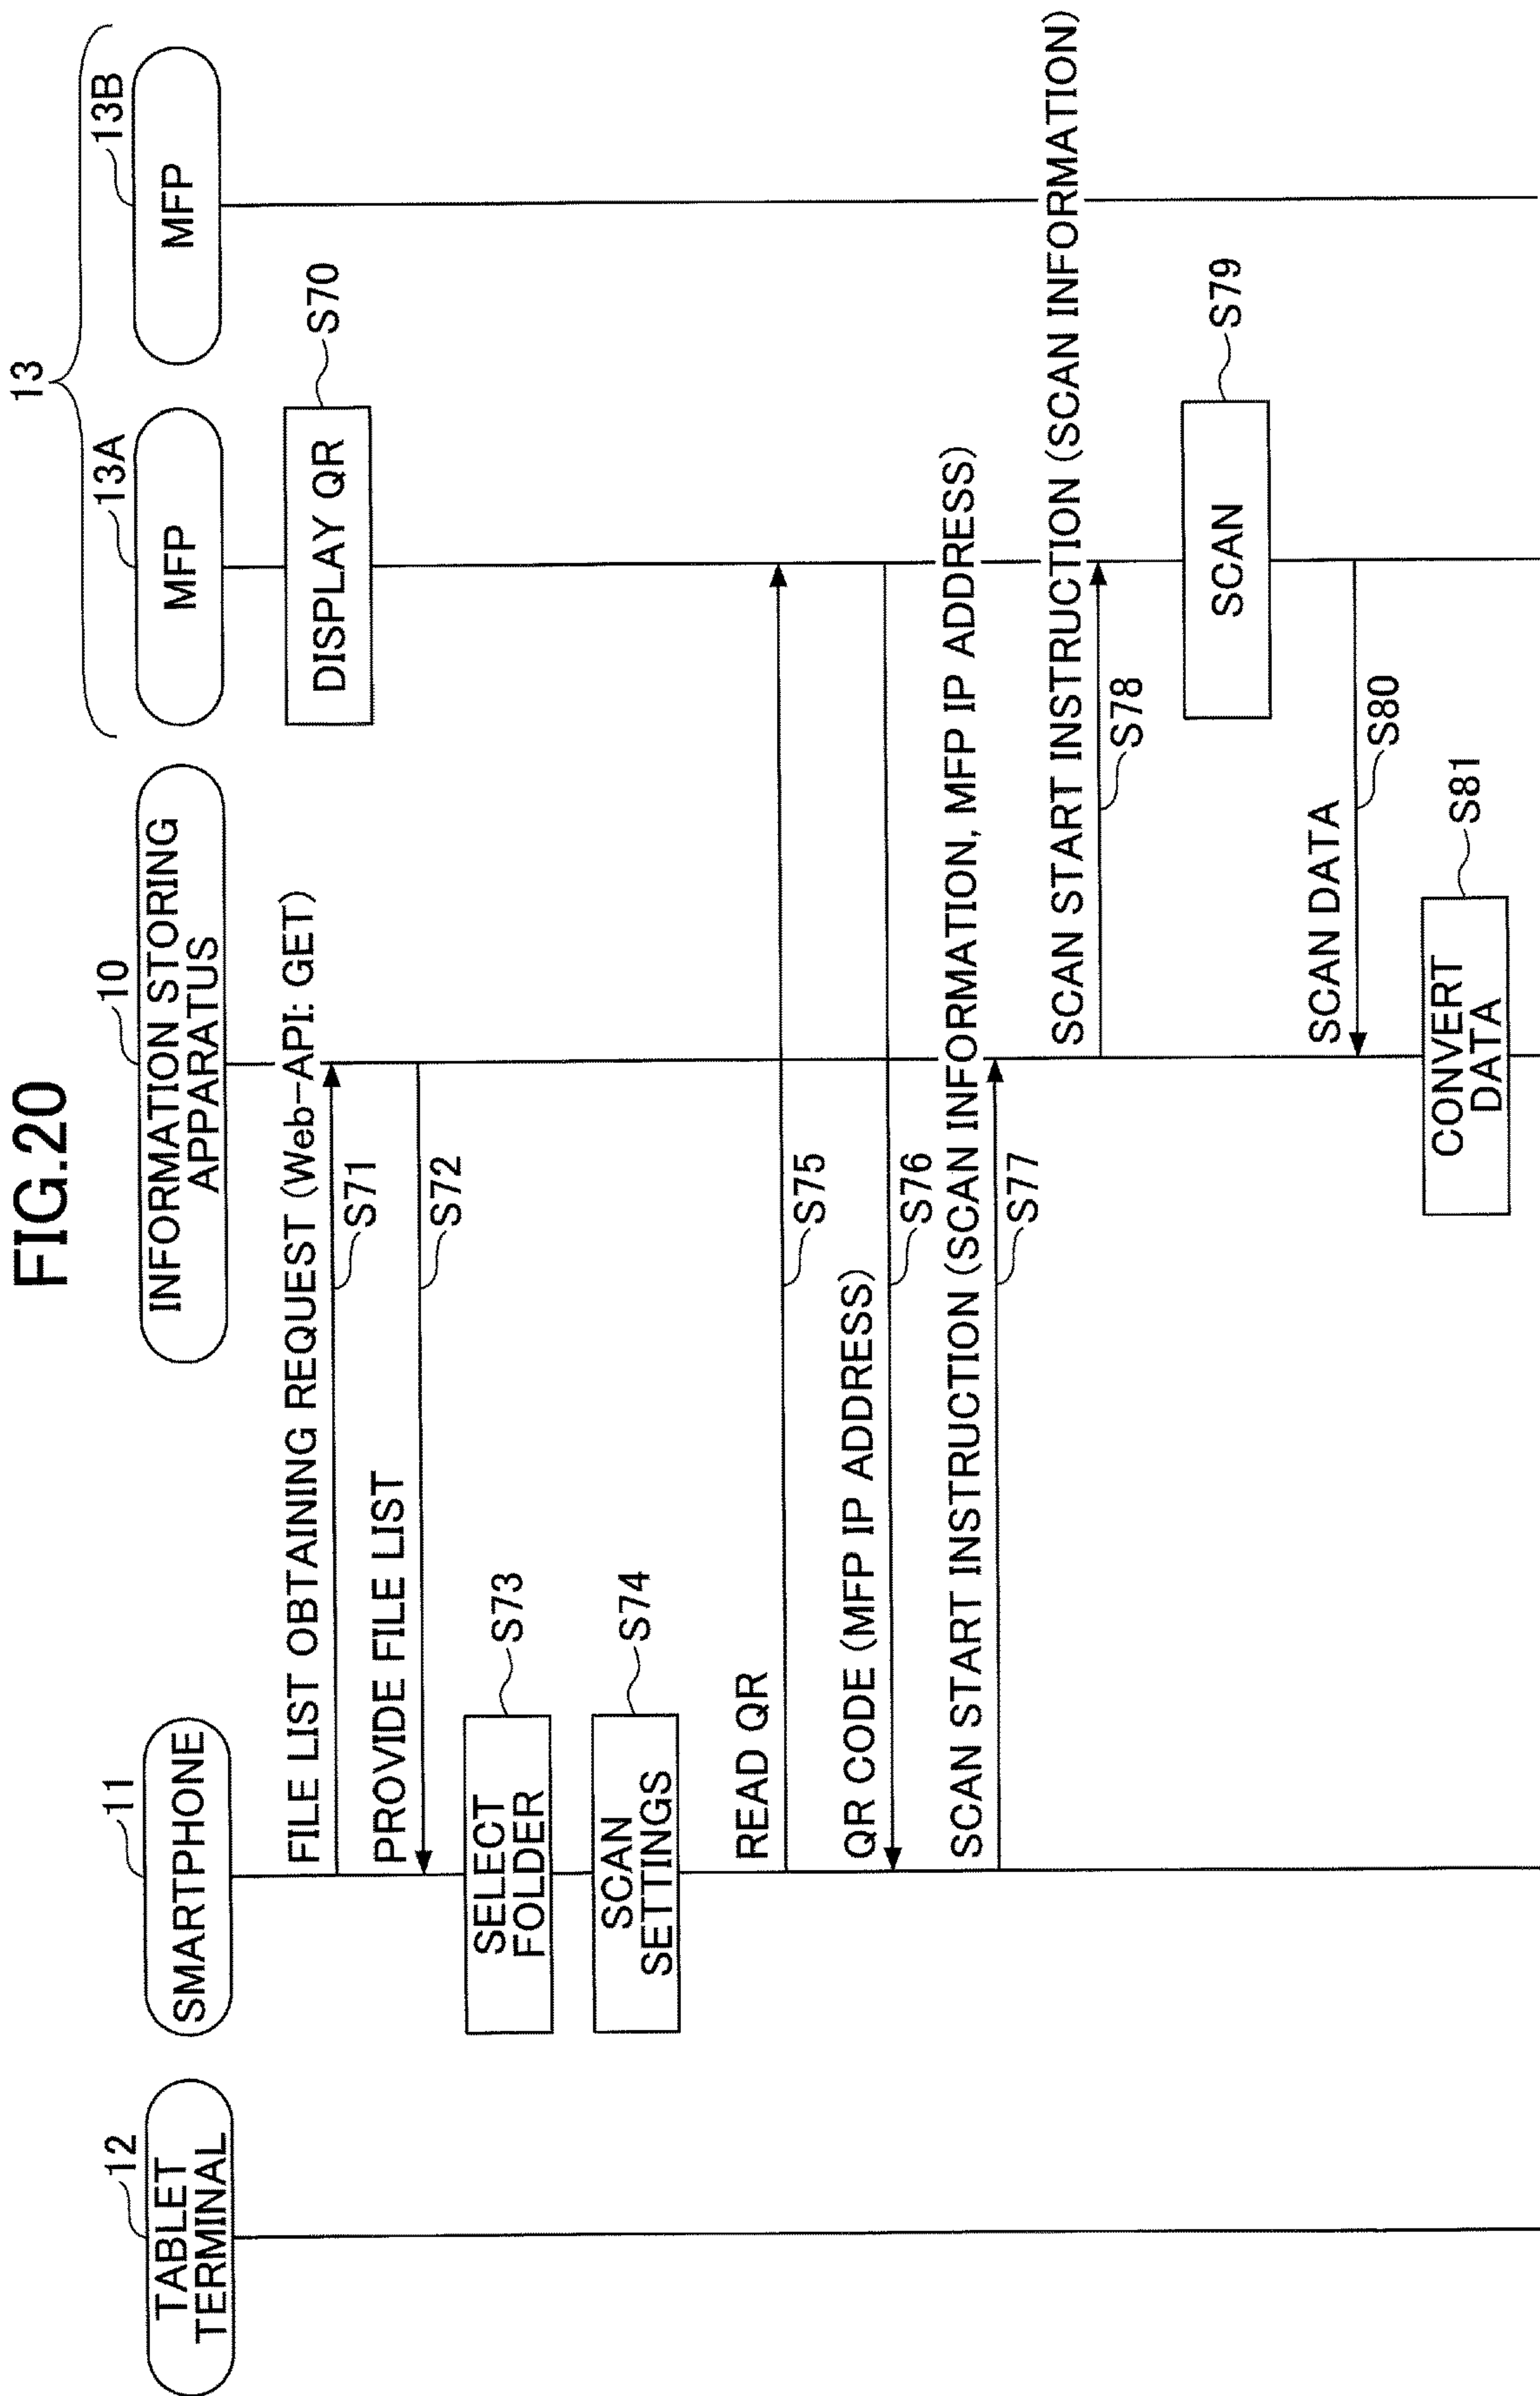 FIG.20
12
TABLET
TERMINAL
11
SMARTPHONE
10
INFORMATION STORING
APPARATUS
13
13A
MFP
13B
MFP
DISPLAY QR
S70
FILE LIST OBTAINING REQUEST (Web-API: GET)
S71
PROVIDE FILE LIST
S72
SELECT
FOLDER
S73
SCAN
SETTINGS
S74
READ QR
S75
QR CODE (MFP IP ADDRESS)
S76
SCAN START INSTRUCTION (SCAN INFORMATION, MFP IP ADDRESS)
S77
SCAN START INSTRUCTION (SCAN INFORMATION)
S78
SCAN
S79
SCAN DATA
S80
CONVERT
DATA
S81